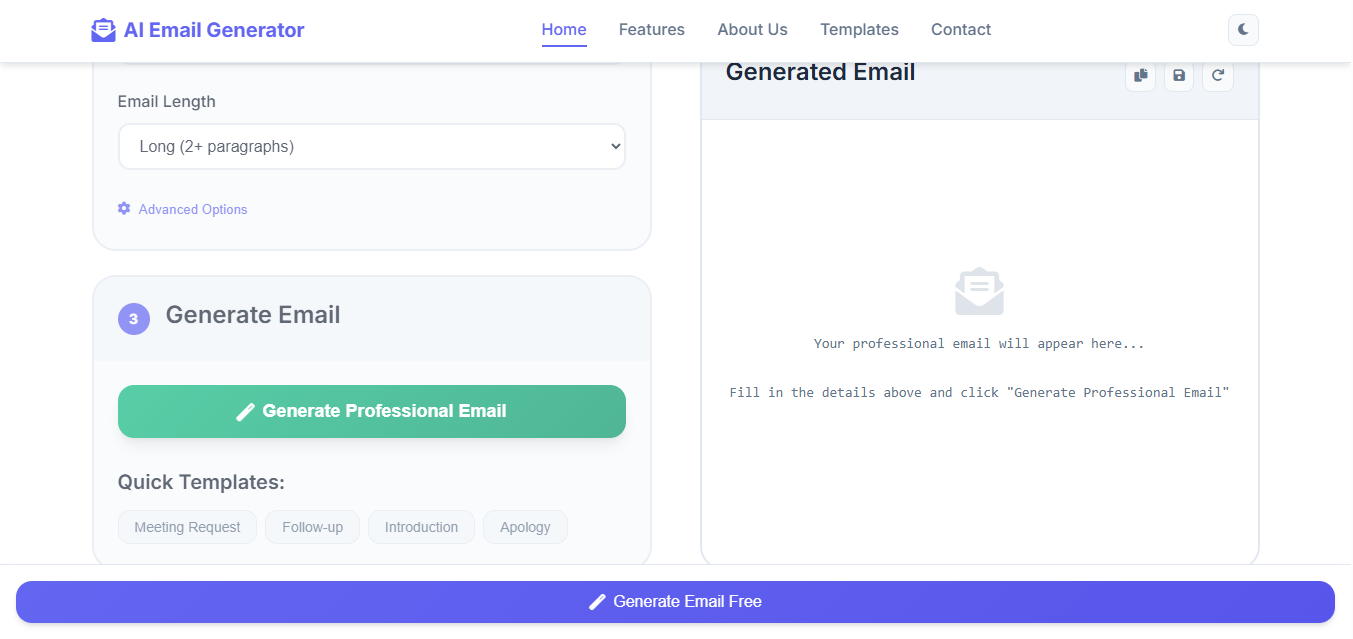 AI Email Generator
Home
Features
About Us
Templates
Contact
Email Length
Long (2+ paragraphs)
Advanced Options
3
Generate Email
Generate Professional Email
Quick Templates:
Meeting Request
Follow-up
Introduction
Apology
Generated Email
Your professional email will appear here...
Fill in the details above and click "Generate Professional Email"
Generate Email Free